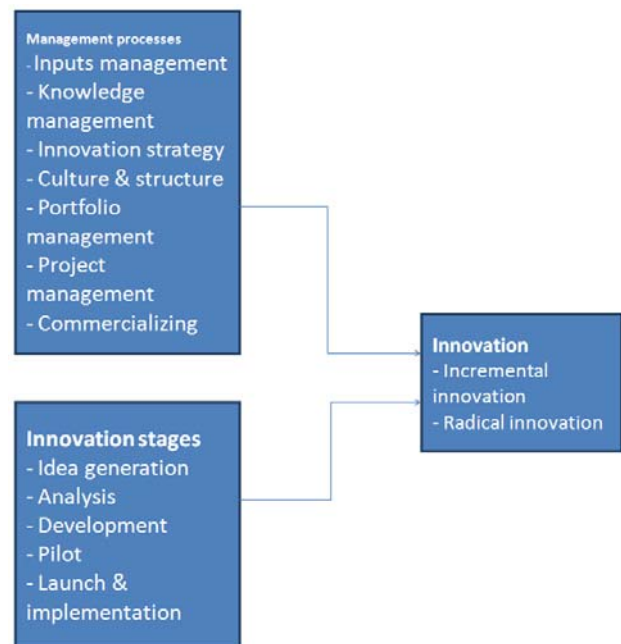 Management processes
-Inputs management
- Knowledge
management
- Innovation strategy
- Culture & structure
- Portfolio
management
- Project
management
- Commercializing
Innovation stages
- Idea generation
- Analysis
- Development
- Pilot
- Launch &
implementation
Innovation
- Incremental
innovation
- Radical innovation